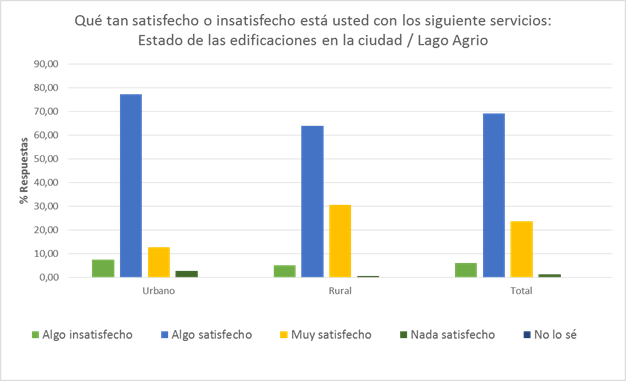 Qué tan satisfecho o insatisfecho está usted con los siguiente servicios:
Estado de las edificaciones en la ciudad / Lago Agrio
% Respuestas
90,00
80,00
70,00
60,00
50,00
40,00
30,00
20,00
10,00
0,00
Urbano Rural Total
Algo insatisfecho Algo satisfecho Muy satisfecho Nada satisfecho No lo sé